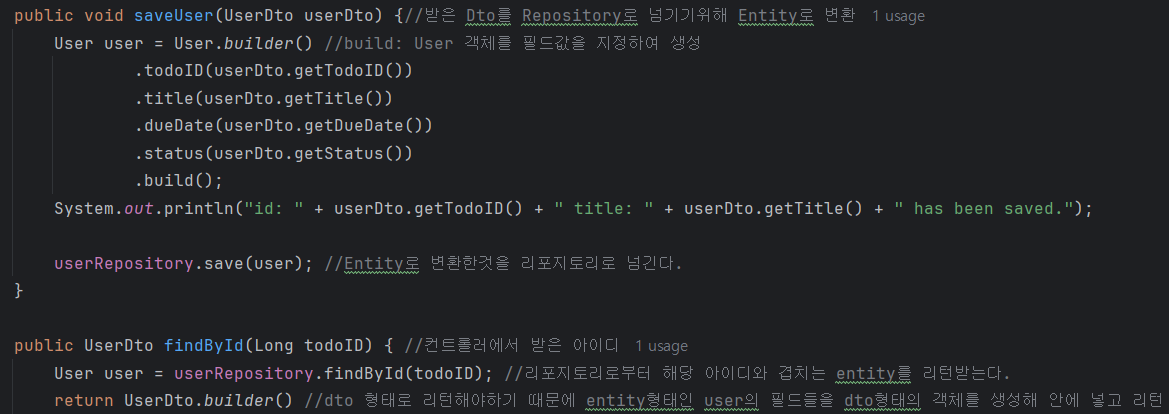 public void saveUser(UserDto userDto) {//받은 Dto를 Repository로 넘기기위해 Entity로 변환 1 usage
User user = User.builder() //build: User 객체를 필드값을 지정하여 생성
.todoID(userDto.getTodoID())
.title(userDto.getTitle())
.dueDate(userDto.getDueDate())
.status(userDto.getStatus())
.build();
System.out.println("id: " + userDto.getTodoID() + " title: " + userDto.getTitle() + " has been saved.");
userRepository.save(user); //Entity로 변환한것을 리포지토리로 넘긴다.
}
public UserDto findById(Long todoID) { //컨트롤러에서 받은 아이디 1 usage
User user = userRepository.findById(todoID); //리포지토리로부터 해당 아이디와 겹치는 entity를 리턴받는다.
return UserDto.builder() //dto 형태로 리턴해야하기 때문에 entity형태인 user의 필드들을 dto형태의 객체를 생성해 안에 넣고 리턴